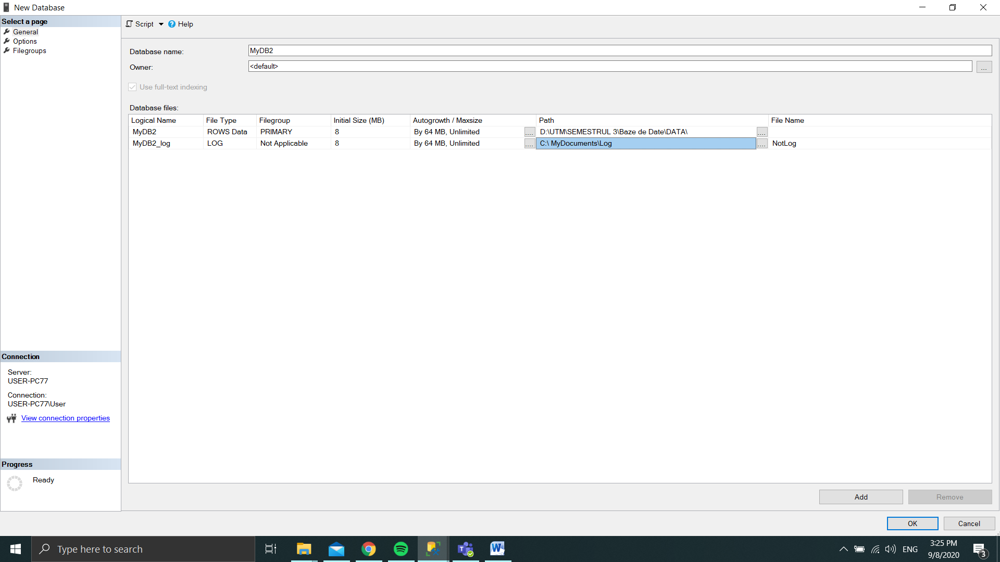 New Database
Select a page
General
Options
Filegroups
Script Help
Database name: MyDB2
Owner: <default> ...
Use full-text indexing
Database files:
Logical Name File Type Filegroup Initial Size (MB) Autogrowth / Maxsize Path File Name
MyDB2 ROWS Data PRIMARY 8 By 64 MB, Unlimited .... D:\UTM\SEMESTRUL 3\Baze de Date\DATA\ ....
MyDB2_log LOG Not Applicable 8 By 64 MB, Unlimited .... C:\ MyDocuments\Log .... NotLog
Connection
Server:
USER-PC77
Connection:
USER-PC77\User
View connection properties
Progress
Ready
Add Remove
OK Cancel
Type here to search
ENG
3:25 PM
9/8/2020
3